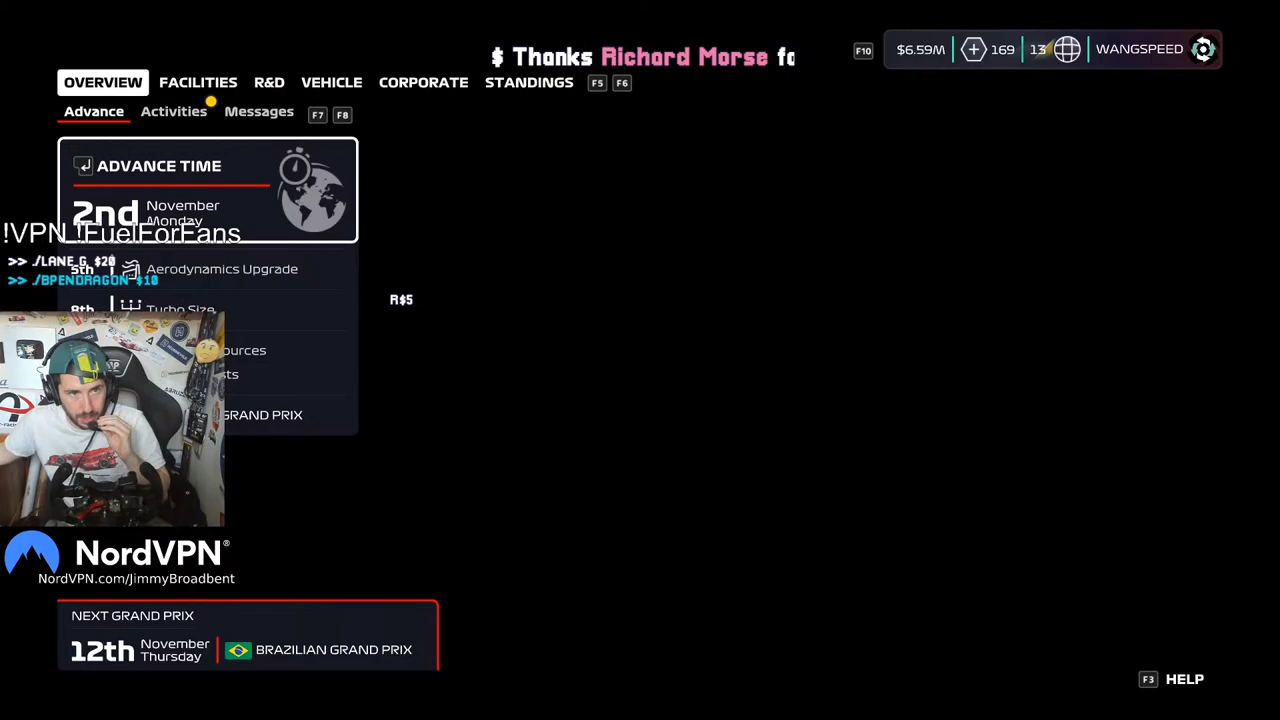 $ Thanks Richard Morse fo
F10
$6.59M
169
13
WANGSPEED
OVERVIEW FACILITIES R&D VEHICLE CORPORATE STANDINGS F5 F6
Advance Activities Messages F7 F8
ADVANCE TIME
2nd November Monday
!VPN !FuelForFans
>> ./LANE G $20
5th Aerodynamics Upgrade
>> ./BPENDRAGON $10
R$5
8th Turbo Size
ources
sts
GRAND PRIX
NordVPN®
NordVPN.com/JimmyBroadbent
NEXT GRAND PRIX
12th November Thursday
BRAZILIAN GRAND PRIX
F3 HELP